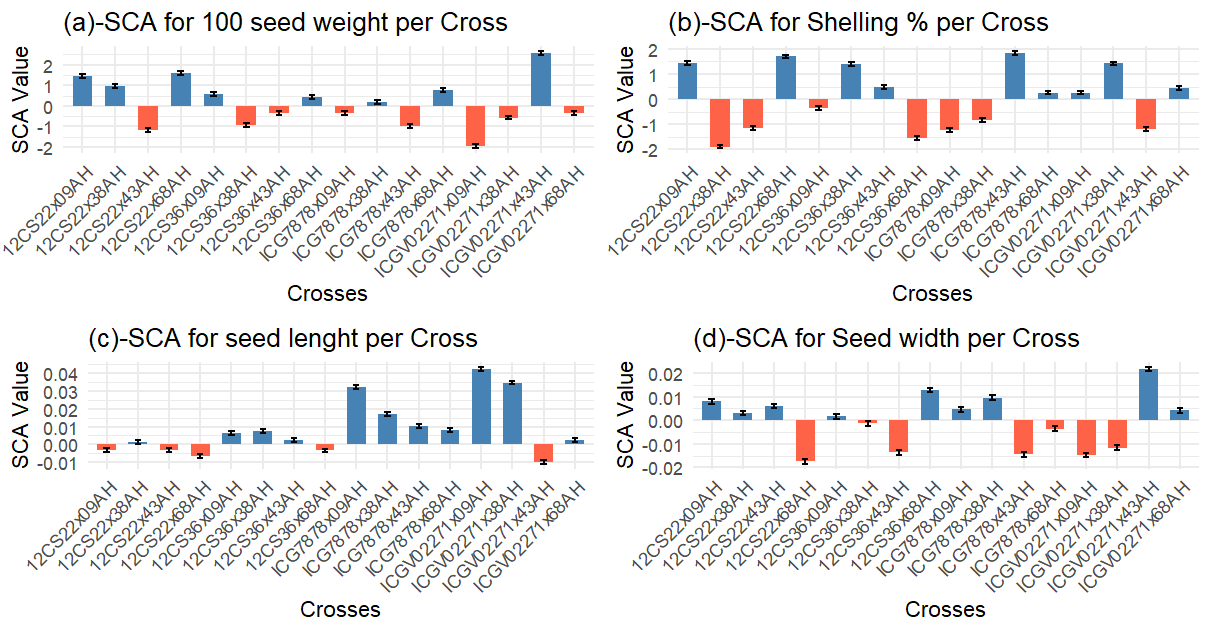 (a)-SCA for 100 seed weight per Cross
SCA Value
2
1
0
-1
-2
12CS22x09AH
12CS22x38AH
12CS22x43AH
12CS22x68AH
12CS36x09AH
12CS36x38AH
12CS36x43AH
12CS36x68AH
ICG7878x09AH
ICG7878x38AH
ICG7878x43AH
ICG7878x68AH
ICGV02271x09AH
ICGV02271x38AH
ICGV02271x43AH
ICGV02271x68AH
Crosses
(b)-SCA for Shelling % per Cross
SCA Value
2
1
0
-1
-2
12CS22x09AH
12CS22x38AH
12CS22x43AH
12CS22x68AH
12CS36x09AH
12CS36x38AH
12CS36x43AH
12CS36x68AH
ICG7878x09AH
ICG7878x38AH
ICG7878x43AH
ICG7878x68AH
ICGV02271x09AH
ICGV02271x38AH
ICGV02271x43AH
ICGV02271x68AH
Crosses
(c)-SCA for seed lenght per Cross
SCA Value
0.04
0.03
0.02
0.01
0.00
-0.01
12CS22x09AH
12CS22x38AH
12CS22x43AH
12CS22x68AH
12CS36x09AH
12CS36x38AH
12CS36x43AH
12CS36x68AH
ICG7878x09AH
ICG7878x38AH
ICG7878x43AH
ICG7878x68AH
ICGV02271x09AH
ICGV02271x38AH
ICGV02271x43AH
ICGV02271x68AH
Crosses
(d)-SCA for Seed width per Cross
SCA Value
0.02
0.01
0.00
-0.01
-0.02
12CS22x09AH
12CS22x38AH
12CS22x43AH
12CS22x68AH
12CS36x09AH
12CS36x38AH
12CS36x43AH
12CS36x68AH
ICG7878x09AH
ICG7878x38AH
ICG7878x43AH
ICG7878x68AH
ICGV02271x09AH
ICGV02271x38AH
ICGV02271x43AH
ICGV02271x68AH
Crosses